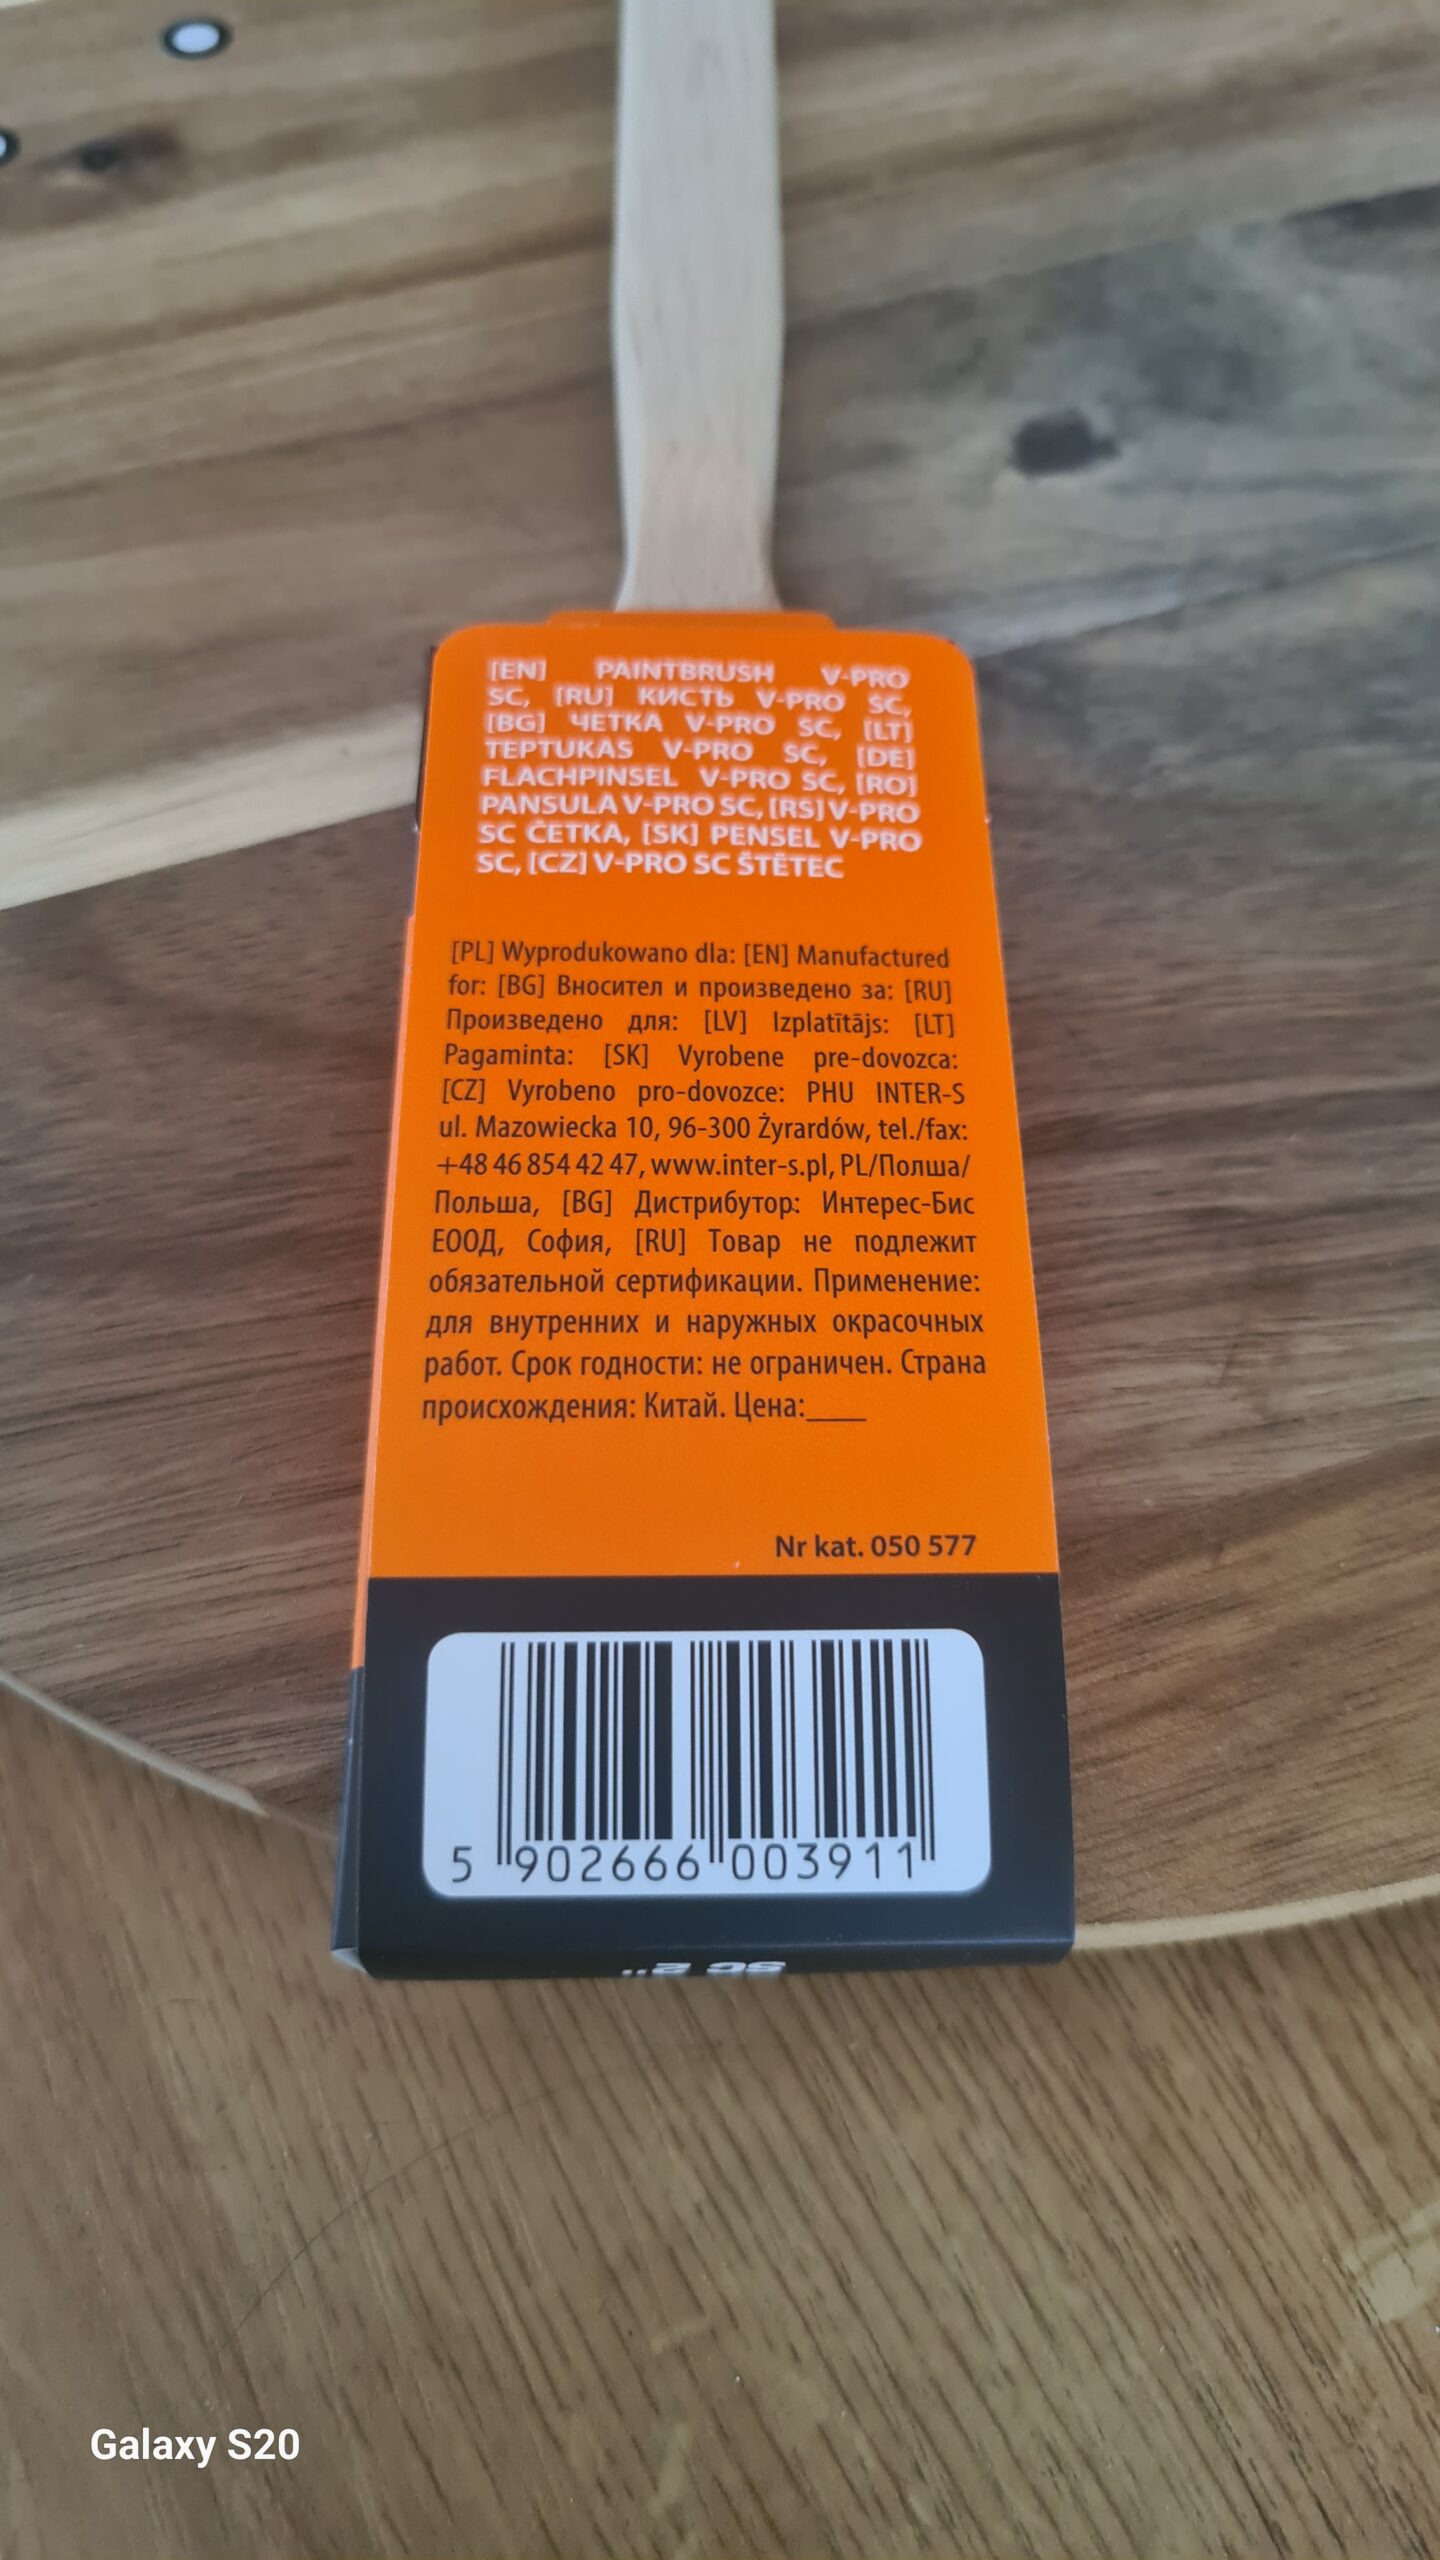 [EN] PAINTBRUSH V-PRO
SC, [RU] КИСТЬ V-PRO SC,
[BG] ЧЕТКА V-PRO SC, [LT]
TEPTUKAS V-PRO SC, [DE]
FLACHPINSEL V-PRO SC, [RO]
PANSULA V-PRO SC, [RS] V-PRO
SC ČETKA, [SK] PENSEL V-PRO
SC, [CZ] V-PRO SC ŠTĚTEC
[PL] Wyprodukowano dla: [EN] Manufactured
for: [BG] Вносител и произведено за: [RU]
Произведено для: [LV] Izplatītājs: [LT]
Pagaminta: [SK] Vyrobene pre-dovozca:
[CZ] Vyrobeno pro-dovozce: PHU INTER-S
ul. Mazowiecka 10, 96-300 Żyrardów, tel./fax:
+48 46 854 42 47, www.inter-s.pl, PL/Полша/
Польша, [BG] Дистрибутор: Интерес-Бис
ЕООД, София, [RU] Товар не подлежит
обязательной сертификации. Применение:
для внутренних и наружных окрасочных
работ. Срок годности: не ограничен. Страна
происхождения: Китай. Цена:____
Nr kat. 050 577
5 902666 003911
SC 2"
Galaxy S20